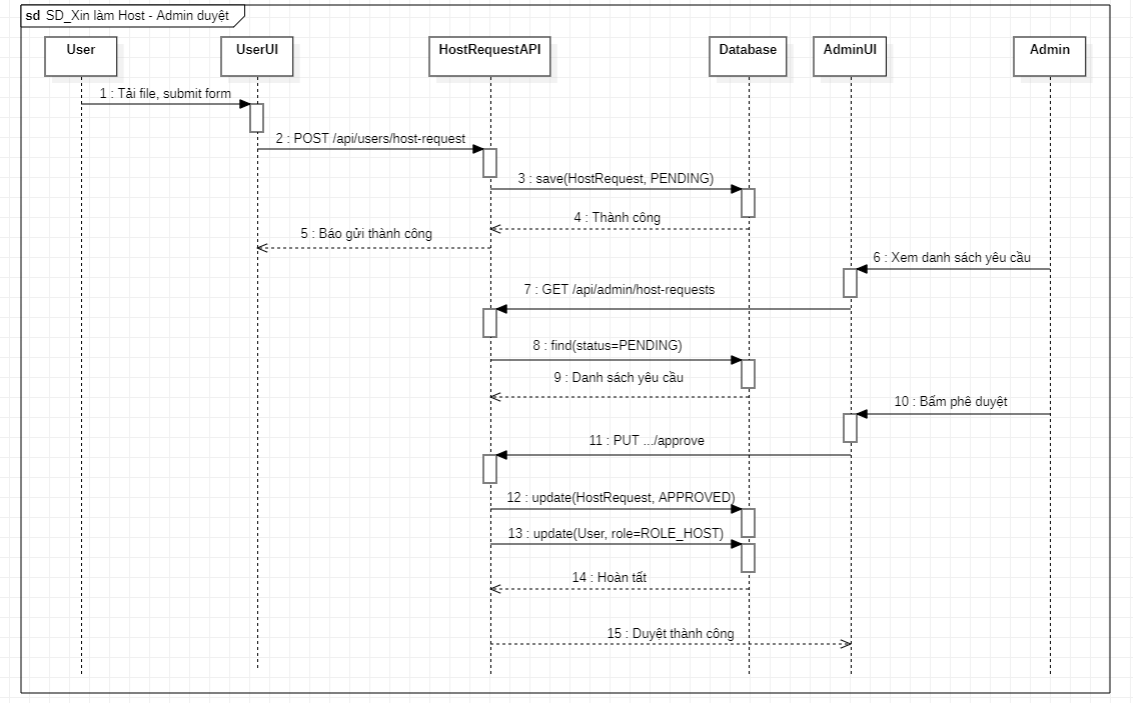 sd SD_Xin làm Host - Admin duyệt
User
UserUI
HostRequestAPI
Database
AdminUI
Admin
1 : Tải file, submit form
2 : POST /api/users/host-request
3 : save(HostRequest, PENDING)
4 : Thành công
5 : Báo gửi thành công
6 : Xem danh sách yêu cầu
7 : GET /api/admin/host-requests
8 : find(status=PENDING)
9 : Danh sách yêu cầu
10 : Bấm phê duyệt
11 : PUT .../approve
12 : update(HostRequest, APPROVED)
13 : update(User, role=ROLE_HOST)
14 : Hoàn tất
15 : Duyệt thành công